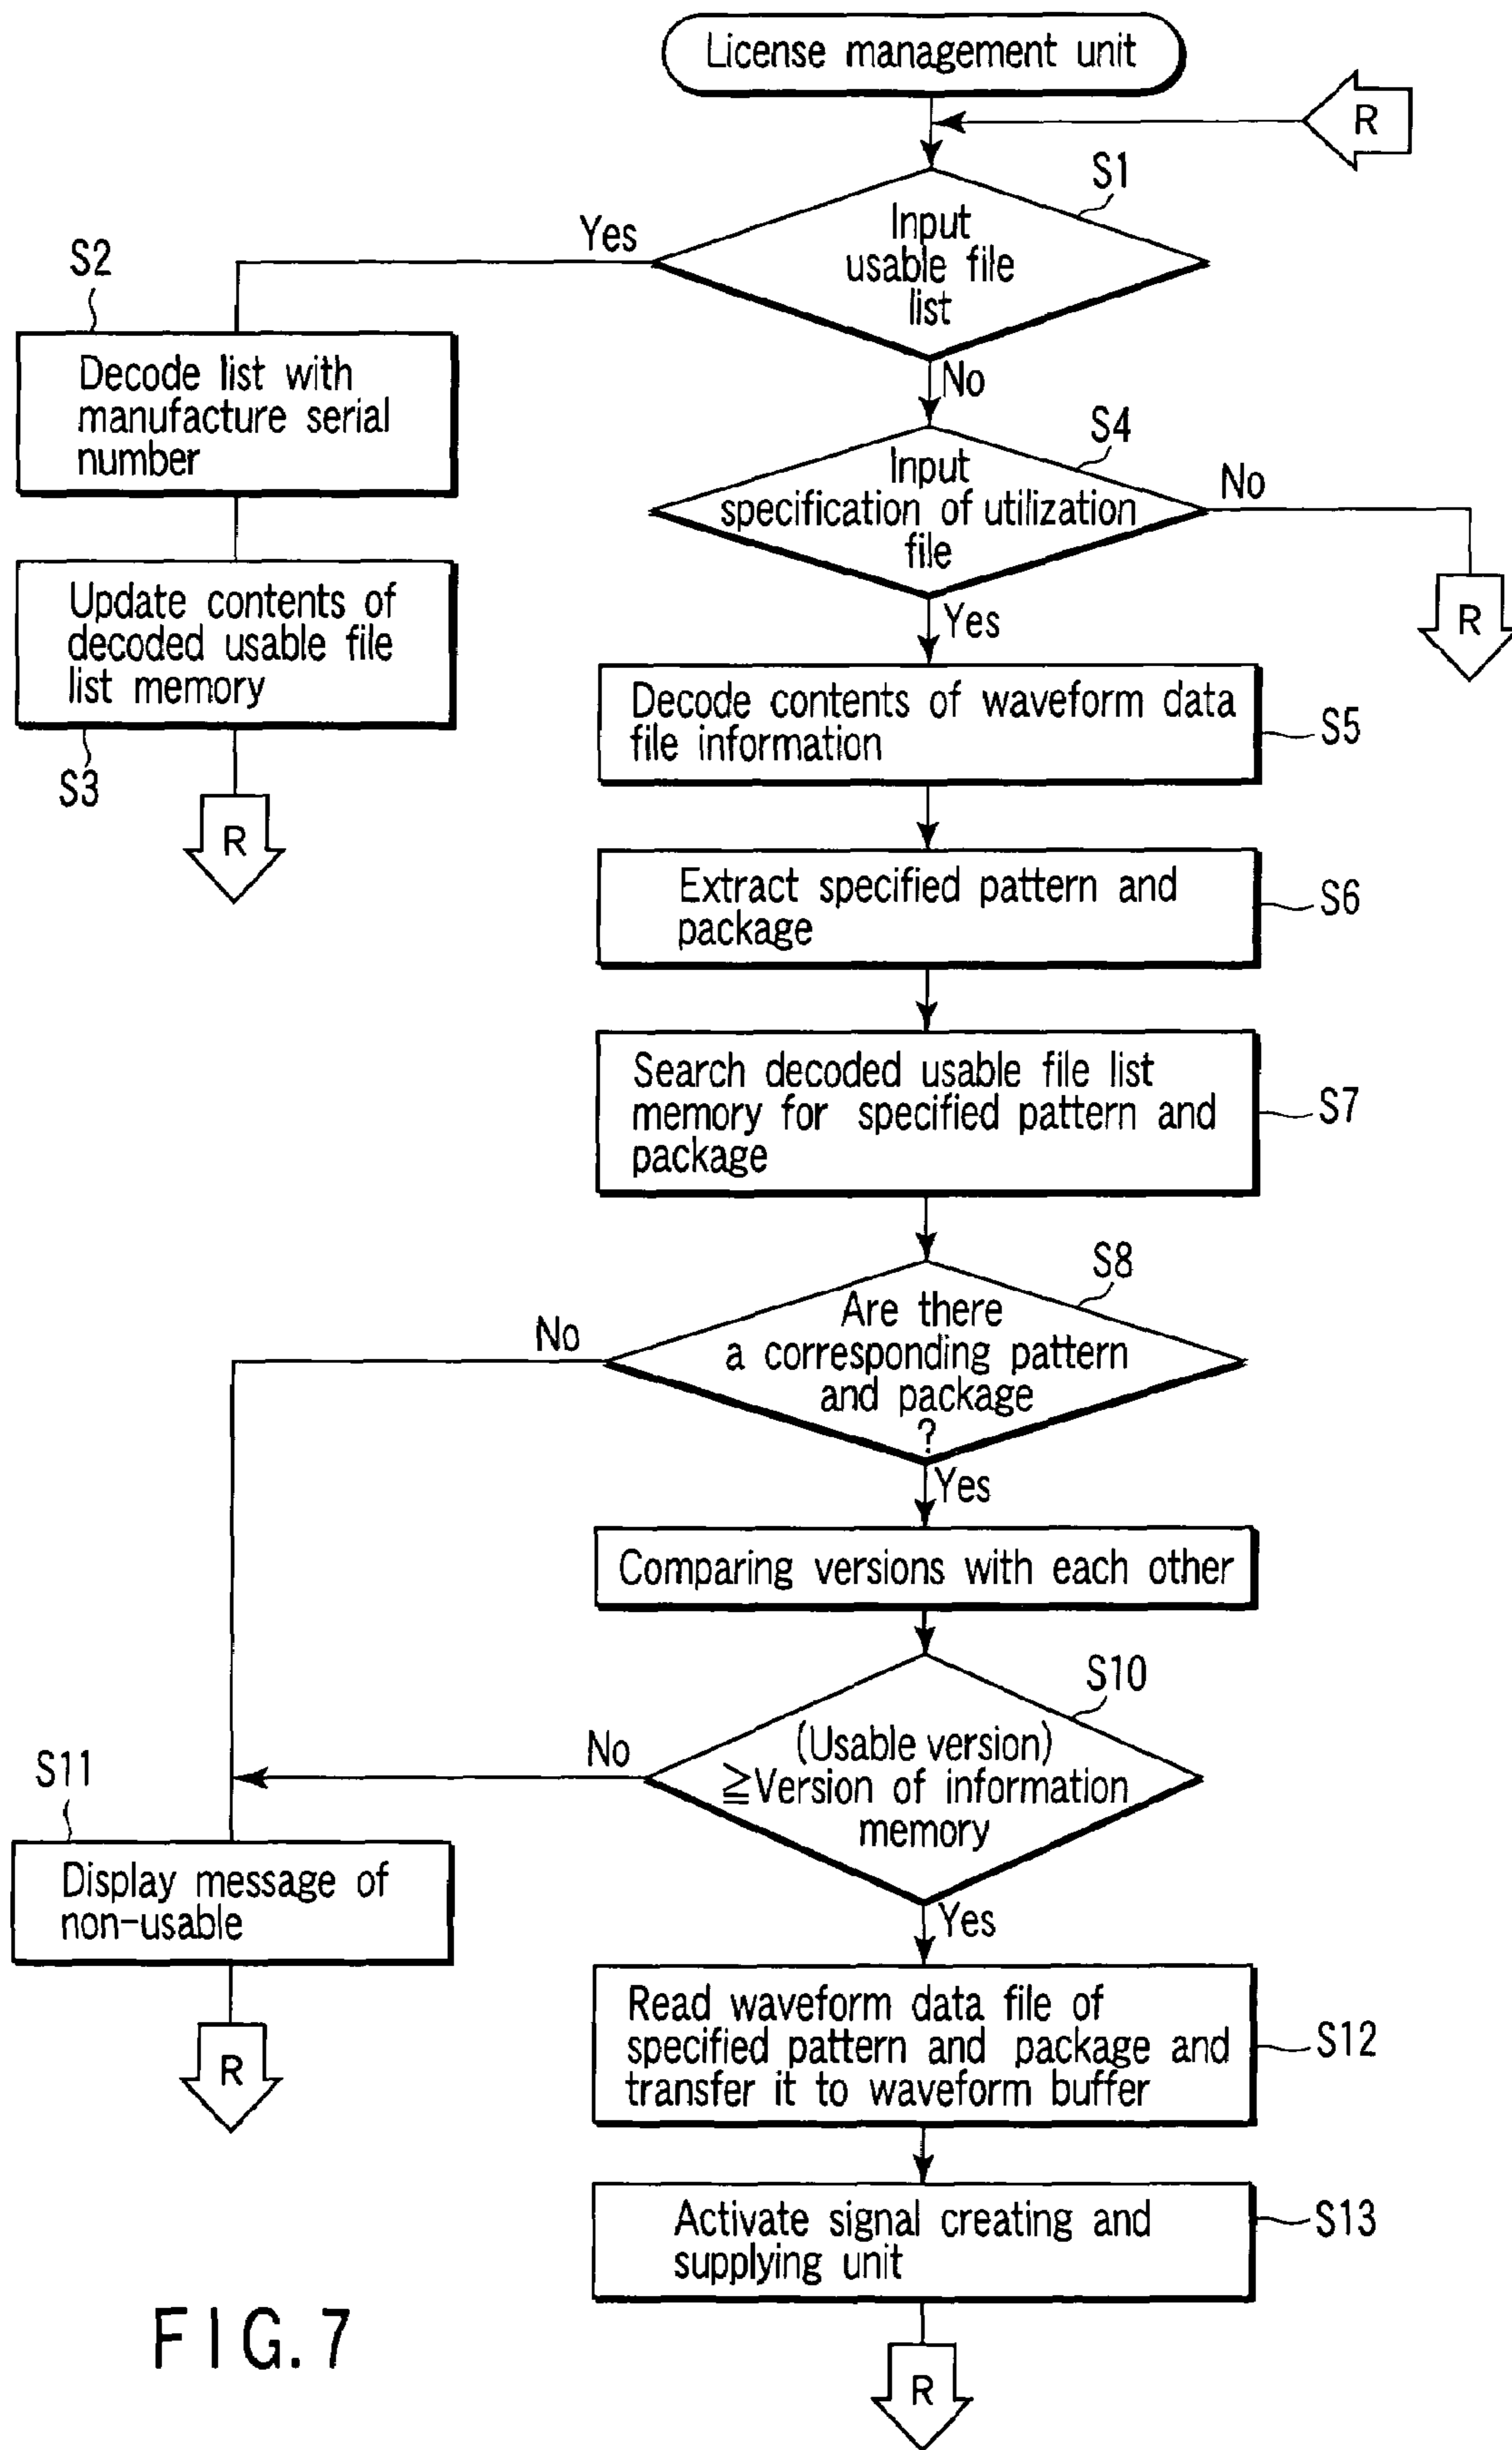 License management unit
R
S1
Input
usable file
list
Yes
No
S2
Decode list with
manufacture serial
number
Update contents of
decoded usable file
list memory
S3
R
S4
Input
specification of utilization
file
No
R
Yes
Decode contents of waveform data
file information
S5
Extract specified pattern and
package
S6
Search decoded usable file list
memory for specified pattern and
package
S7
S8
Are there
a corresponding pattern
and package
?
No
Yes
Comparing versions with each other
S10
(Usable version)
≧Version of information
memory
No
S11
Display message of
non-usable
R
Yes
Read waveform data file of
specified pattern and package and
transfer it to waveform buffer
S12
Activate signal creating and
supplying unit
S13
R
FIG. 7